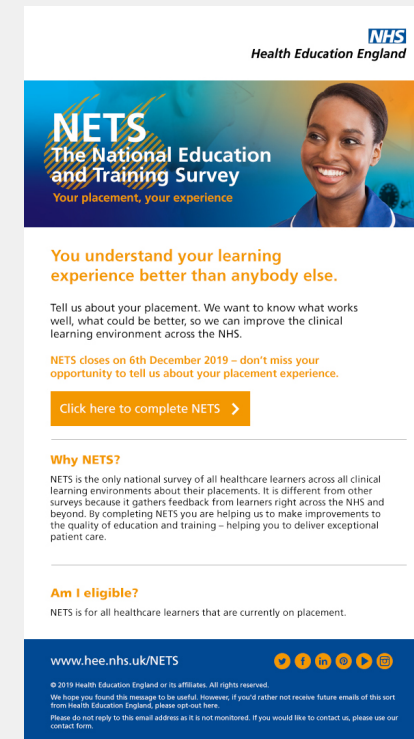 NHS
Health Education England
NETS
The National Education
and Training Survey
Your placement, your experience
You understand your learning
experience better than anybody else.
Tell us about your placement. We want to know what works
well, what could be better, so we can improve the clinical
learning environment across the NHS.
NETS closes on 6th December 2019 – don't miss your
opportunity to tell us about your placement experience.
Click here to complete NETS
Why NETS?
NETS is the only national survey of all healthcare learners across all clinical
learning environments about their placements. It is different from other
surveys because it gathers feedback from learners right across the NHS and
beyond. By completing NETS you are helping us to make improvements to
the quality of education and training – helping you to deliver exceptional
patient care.
Am I eligible?
NETS is for all healthcare learners that are currently on placement.
www.hee.nhs.uk/NETS
© 2019 Health Education England or its affiliates. All rights reserved.
We hope you found this message to be useful. However, if you'd rather not receive future emails of this sort
from Health Education England, please opt-out here.
Please do not reply to this email address as it is not monitored. If you would like to contact us, please use our
contact form.